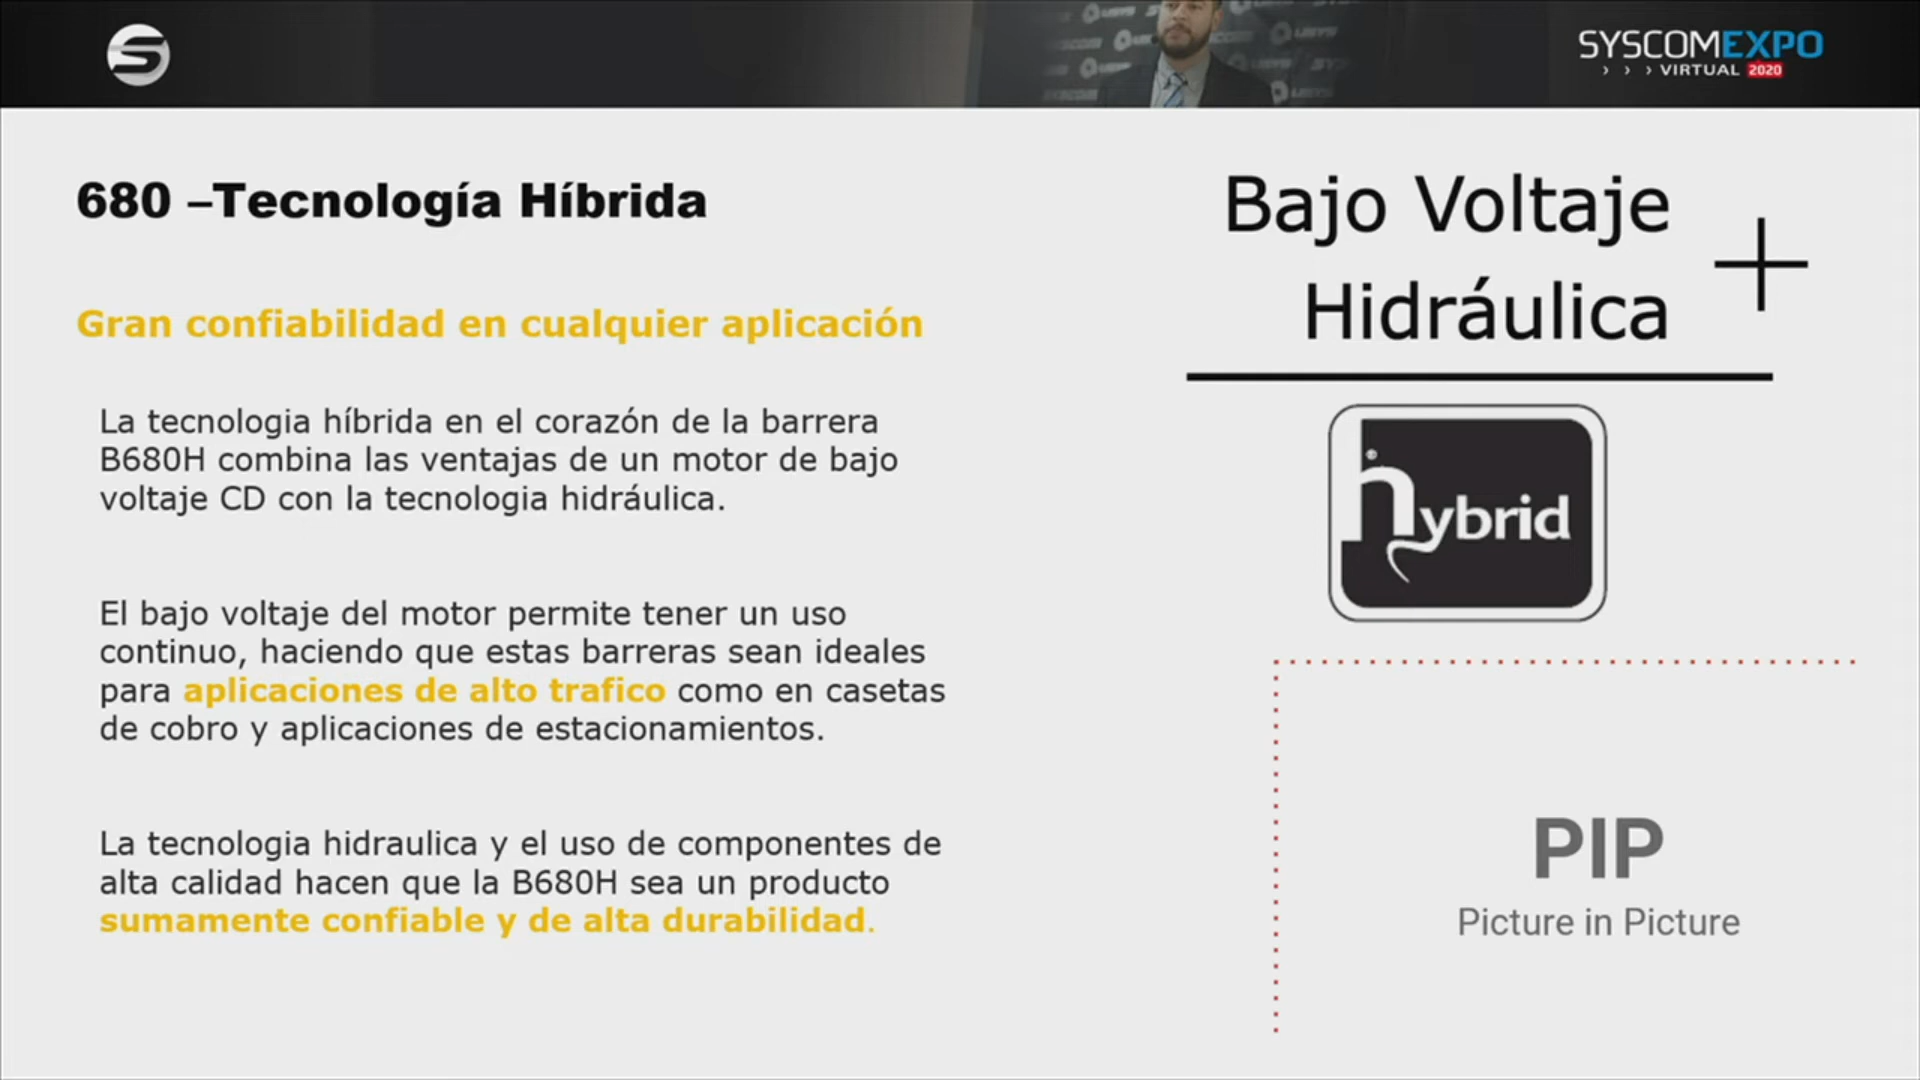 SYSCOMEXPO
› › › VIRTUAL 2020
680 –Tecnología Híbrida
Gran confiabilidad en cualquier aplicación
La tecnologia híbrida en el corazón de la barrera
B680H combina las ventajas de un motor de bajo
voltaje CD con la tecnologia hidráulica.
El bajo voltaje del motor permite tener un uso
continuo, haciendo que estas barreras sean ideales
para aplicaciones de alto trafico como en casetas
de cobro y aplicaciones de estacionamientos.
La tecnologia hidraulica y el uso de componentes de
alta calidad hacen que la B680H sea un producto
sumamente confiable y de alta durabilidad.
Bajo Voltaje
+
Hidráulica
hybrid
PIP
Picture in Picture